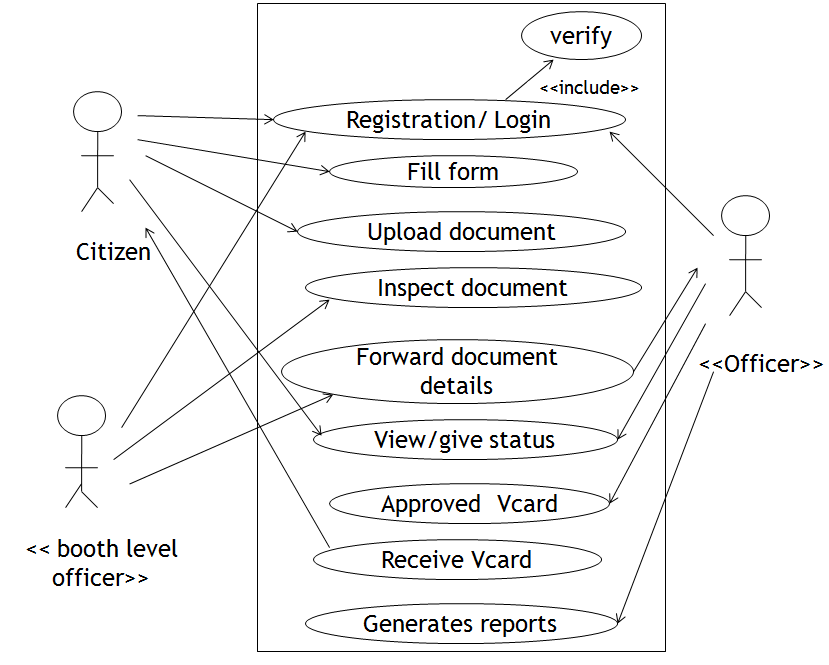 verify
<<include>>
Registration/ Login
Fill form
Citizen
Upload document
Inspect document
<<Officer>>
Forward document
details
View/give status
Approved Vcard
<< booth level
officer>>
Receive Vcard
Generates reports